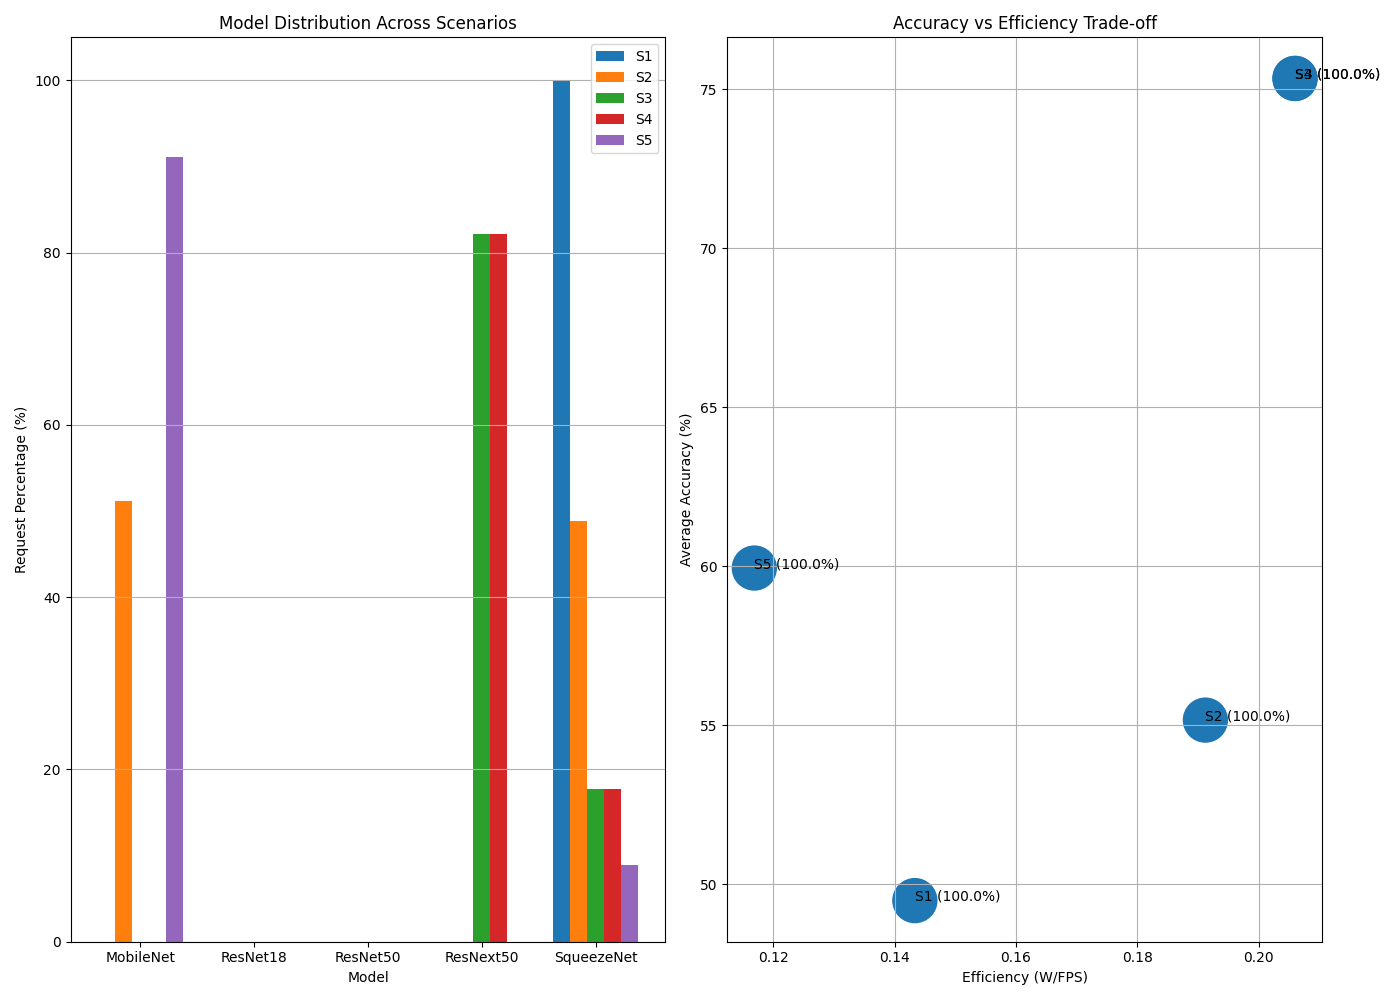 Model Distribution Across Scenarios
S1
S2
S3
S4
S5
100
80
60
40
20
0
Request Percentage (%)
MobileNet ResNet18 ResNet50 ResNext50 SqueezeNet
Model
Accuracy vs Efficiency Trade-off
75
70
65
60
55
50
Average Accuracy (%)
(100.0%)
S5 (100.0%)
S2 (100.0%)
S1 (100.0%)
0.12 0.14 0.16 0.18 0.20
Efficiency (W/FPS)